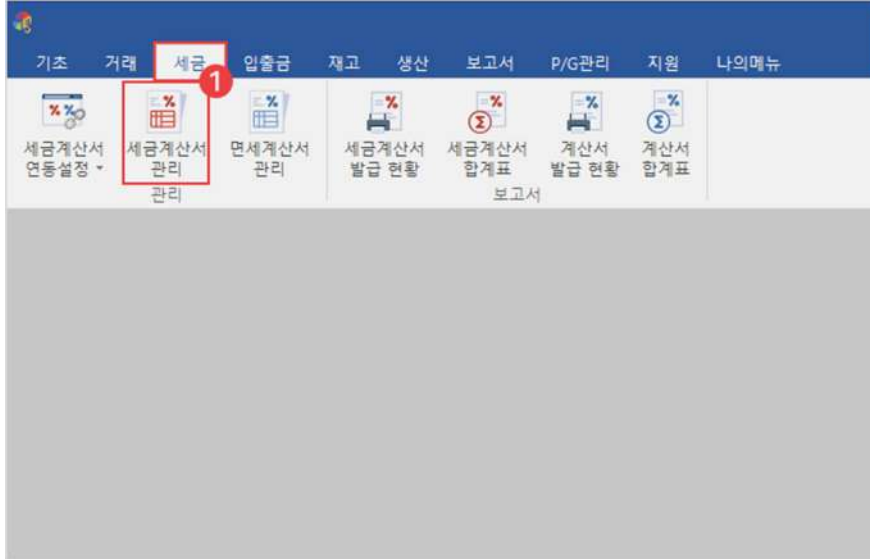 기초 거래 세금 입출금 재고 생산 보고서 P/G관리 지원 나의메뉴
1
세금계산서 세금계산서 면세계산서 세금계산서 세금계산서 계산서 계산서
연동설정 관리 관리 발급 현황 합계표 발급 현황 합계표
관리 보고서